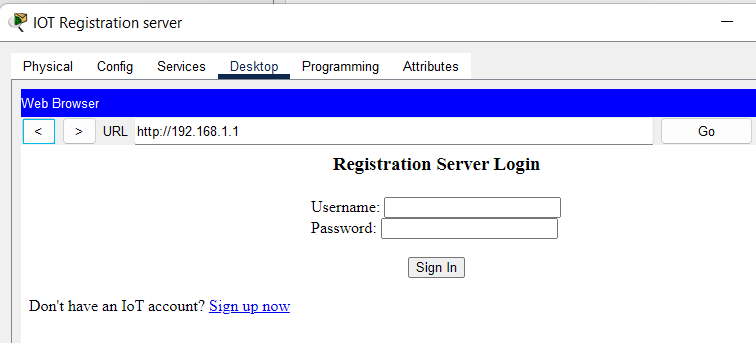 IOT Registration server
Physical Config Services Desktop Programming Attributes
Web Browser
< > URL http://192.168.1.1 Go
Registration Server Login
Username:
Password:
Sign In
Don't have an IoT account? Sign up now